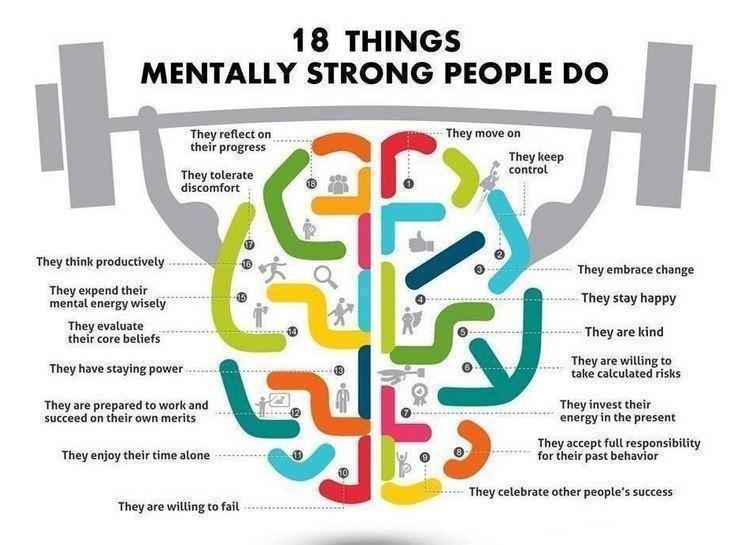 18 THINGS
MENTALLY STRONG PEOPLE DO
They reflect on
their progress
They tolerate
discomfort
They think productively
They expend their
mental energy wisely
They evaluate
their core beliefs
They have staying power
They are prepared to work and
succeed on their own merits
They enjoy their time alone
They are willing to fail
They move on
They keep
control
They embrace change
They stay happy
They are kind
They are willing to
take calculated risks
They invest their
energy in the present
They accept full responsibility
for their past behavior
They celebrate other people's success
1
2
3
4
5
6
7
8
9
10
11
12
13
14
15
16
17
18